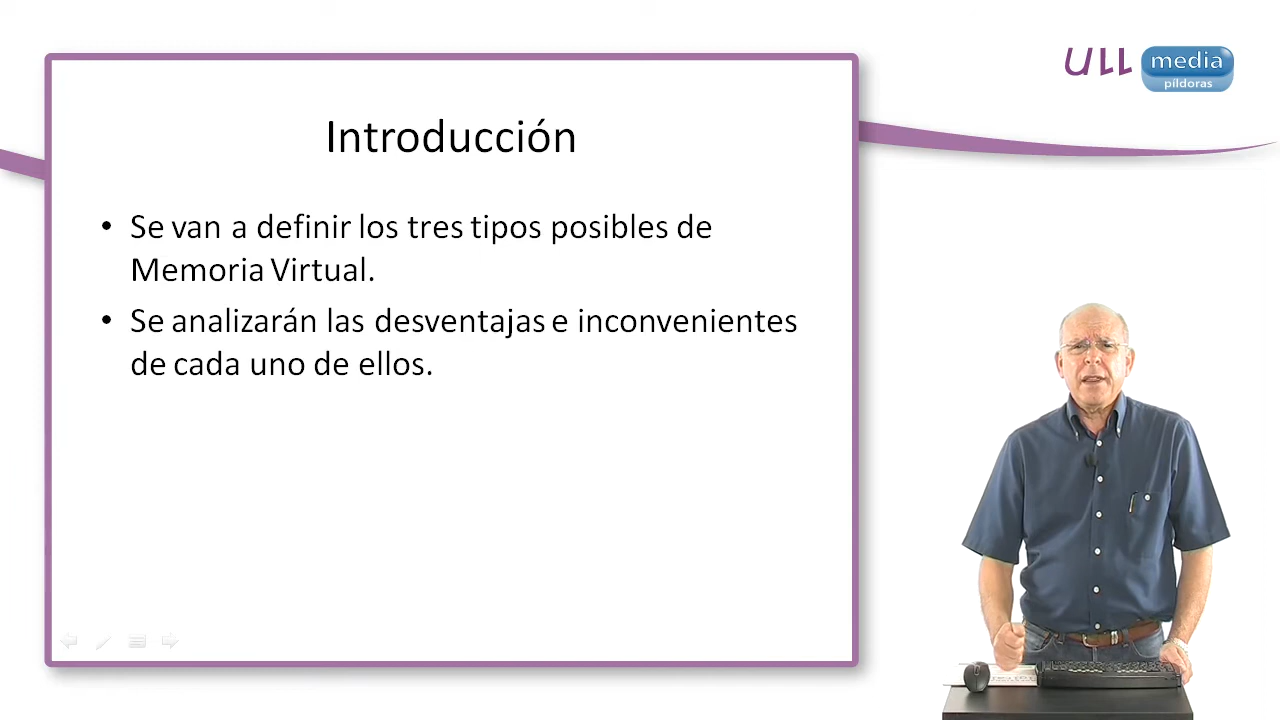 ULL media
píldoras
Introducción
• Se van a definir los tres tipos posibles de
Memoria Virtual.
• Se analizarán las desventajas e inconvenientes
de cada uno de ellos.